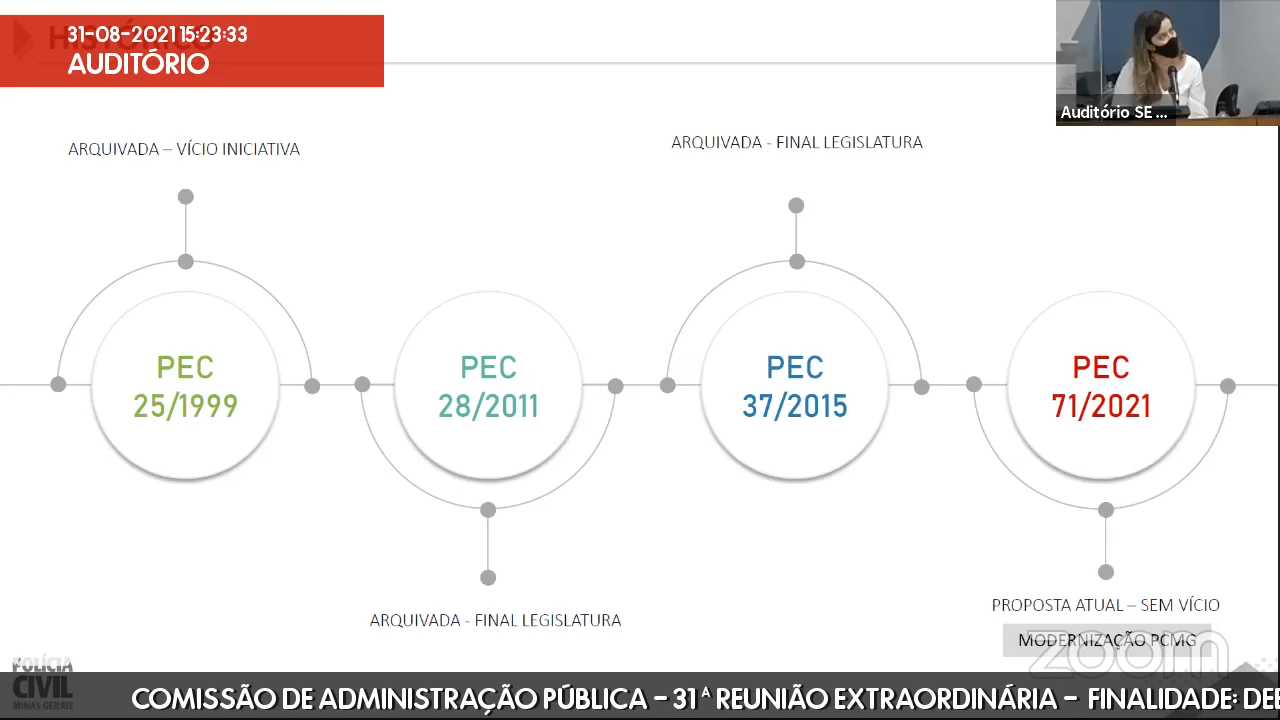 HISTÓRICO
31-08-2021 15:23:33
AUDITÓRIO
Auditório SE ...
ARQUIVADA – VÍCIO INICIATIVA
ARQUIVADA - FINAL LEGISLATURA
PEC
25/1999
PEC
28/2011
PEC
37/2015
PEC
71/2021
ARQUIVADA - FINAL LEGISLATURA
PROPOSTA ATUAL – SEM VÍCIO
MODERNIZAÇÃO PCMG
zoom
POLÍCIA
CIVIL
MINAS GERAIS
COMISSÃO DE ADMINISTRAÇÃO PÚBLICA – 31ª REUNIÃO EXTRAORDINÁRIA – FINALIDADE: DEB